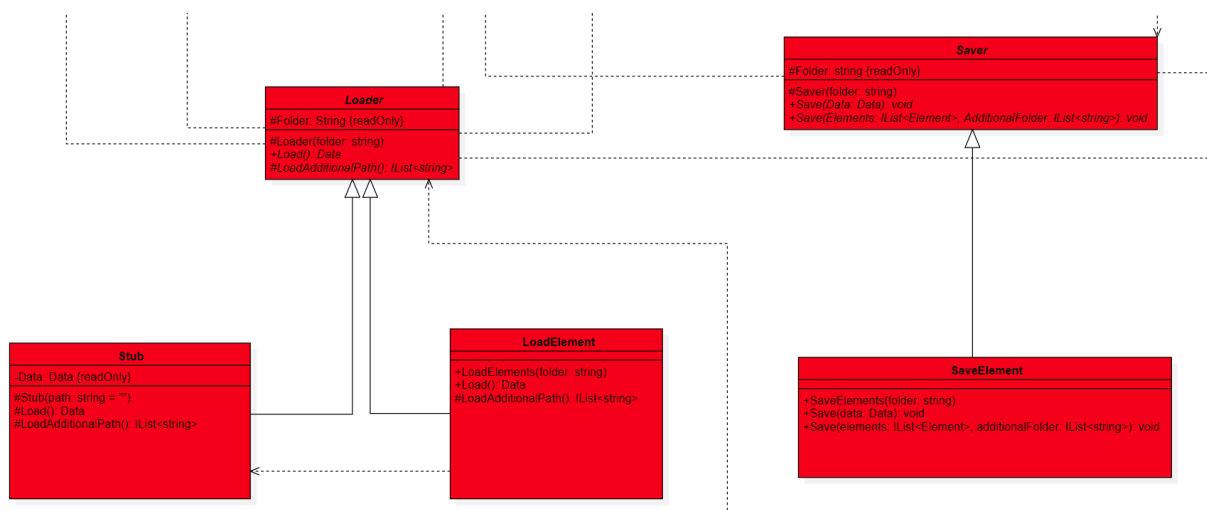 Saver
#Folder: string {readOnly}
#Saver(folder: string)
+Save(Data: Data): void
+Save(Elements: IList<Element>, AdditionalFolder: IList<string>): void
Loader
#Folder: String {readOnly}
#Loader(folder: string)
+Load(): Data
#LoadAdditionalPath(): IList<string>
Stub
-Data: Data {readOnly}
#Stub(path: string = "")
#Load(): Data
#LoadAdditionalPath(): IList<string>
LoadElement
+LoadElements(folder: string)
+Load(): Data
#LoadAdditionalPath(): IList<string>
SaveElement
+SaveElements(folder: string)
+Save(data: Data): void
+Save(elements: IList<Element>, additionalFolder: IList<string>): void